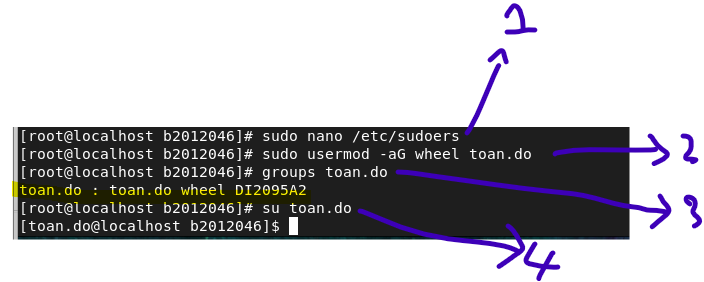 1
[root@localhost b2012046]# sudo nano /etc/sudoers
[root@localhost b2012046]# sudo usermod -aG wheel toan.do
2
[root@localhost b2012046]# groups toan.do
toan.do : toan.do wheel DI2095A2
[root@localhost b2012046]# su toan.do
3
[toan.do@localhost b2012046]$
4